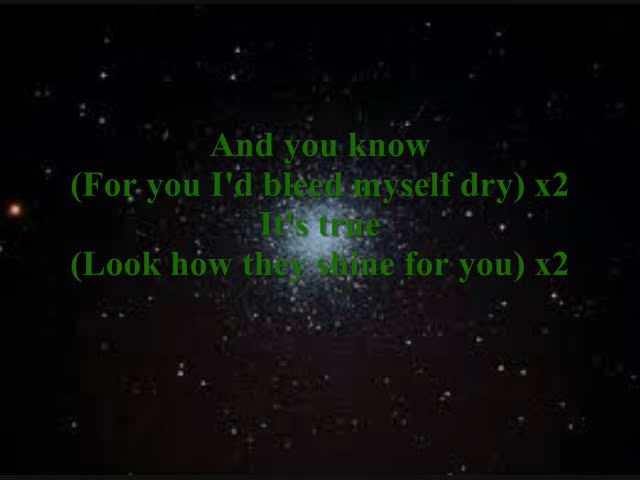 And you know
(For you I'd bleed myself dry) x2
It's true
(Look how they shine for you) x2